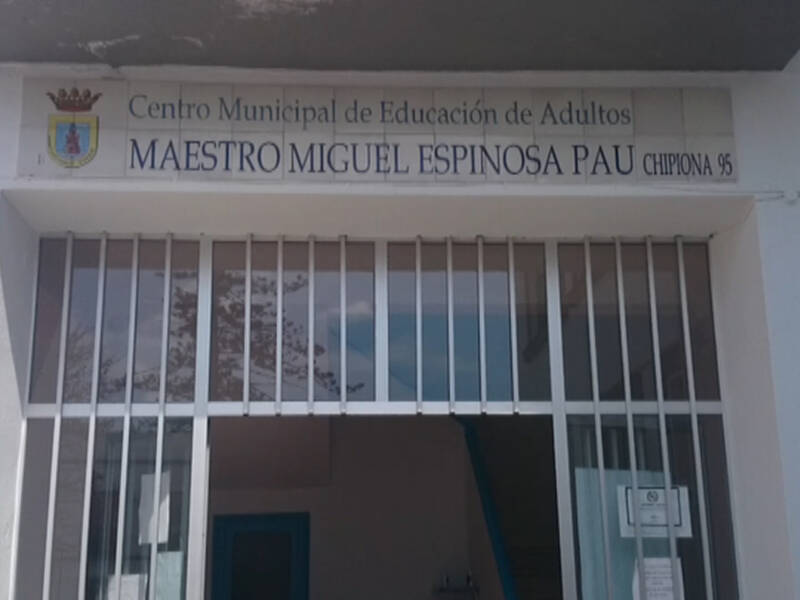 Centro Municipal de Educación de Adultos
MAESTRO MIGUEL ESPINOSA PAU CHIPIONA 95